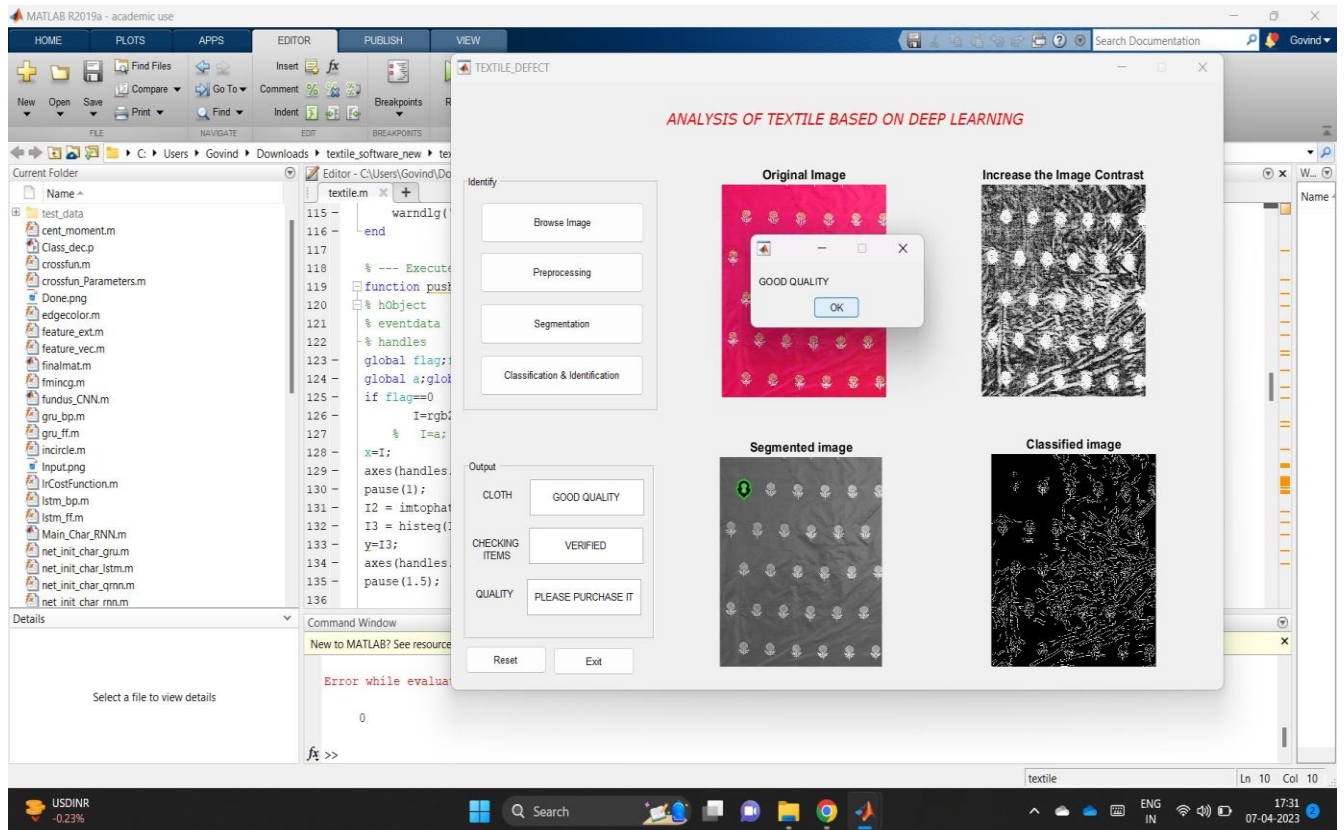 MATLAB R2019a - academic use
HOME PLOTS APPS EDITOR PUBLISH VIEW
Search Documentation
Govind
New Open Save
Find Files
Compare
Print
Go To
Find
Insert fx
Comment
Indent
Breakpoints
FILE NAVIGATE EDIT BREAKPOINTS
C: Users Govind Downloads textile_software_new
Current Folder
Name
test_data
cent_moment.m
Class_dec.p
crossfun.m
crossfun_Parameters.m
Done.png
edgecolor.m
feature_ext.m
feature_vec.m
finalmat.m
fmincg.m
fundus_CNN.m
gru_bp.m
gru_ff.m
incircle.m
Input.png
lrCostFunction.m
lstm_bp.m
lstm_ff.m
Main_Char_RNN.m
net_init_char_gru.m
net_init_char_lstm.m
net_init_char_qrnn.m
net_init_char_rnn.m
Details
Select a file to view details
Editor - C:\Users\Govind\Do
textile.m
115 - warndlg('
116 - end
117
118 % --- Execute
119 function push
120 % hObject
121 % eventdata
122 % handles
123 - global flag;
124 - global a;glob
125 - if flag==0
126 - I=rgb2
127 % I=a;
128 - x=I;
129 - axes(handles.
130 - pause(1);
131 - I2 = imtophat
132 - I3 = histeq(I
133 - y=I3;
134 - axes(handles.
135 - pause(1.5);
136
Command Window
New to MATLAB? See resource
Error while evalua
0
fx >>
TEXTILE_DEFECT
ANALYSIS OF TEXTILE BASED ON DEEP LEARNING
Identify
Browse Image
Preprocessing
Segmentation
Classification & Identification
Output
CLOTH GOOD QUALITY
CHECKING
ITEMS
VERIFIED
QUALITY PLEASE PURCHASE IT
Reset Exit
Original Image
Increase the Image Contrast
GOOD QUALITY
OK
Segmented image
Classified image
W...
Name
textile
Ln 10 Col 10
USDINR
-0.23%
Search
ENG
IN
17:31
07-04-2023
2